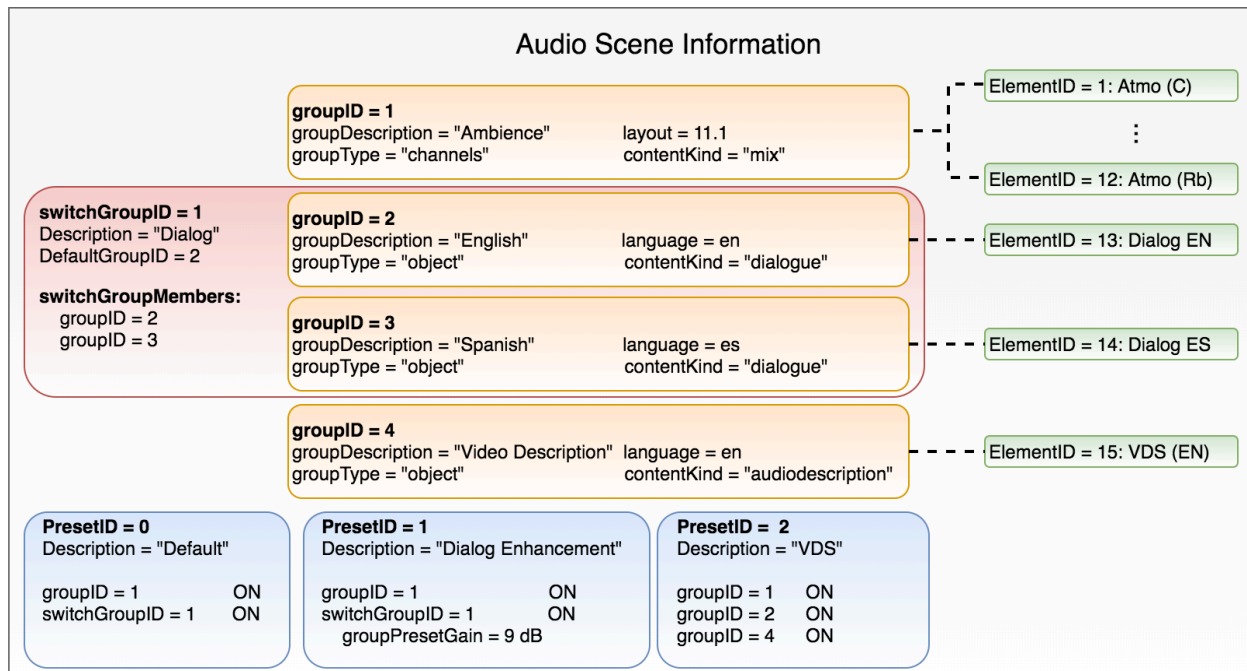 Audio Scene Information
groupID = 1
groupDescription = "Ambience" layout = 11.1
groupType = "channels" contentKind = "mix"
ElementID = 1: Atmo (C)
⋮
ElementID = 12: Atmo (Rb)
switchGroupID = 1
Description = "Dialog"
DefaultGroupID = 2
switchGroupMembers:
groupID = 2
groupID = 3
groupID = 2
groupDescription = "English" language = en
groupType = "object" contentKind = "dialogue"
ElementID = 13: Dialog EN
groupID = 3
groupDescription = "Spanish" language = es
groupType = "object" contentKind = "dialogue"
ElementID = 14: Dialog ES
groupID = 4
groupDescription = "Video Description" language = en
groupType = "object" contentKind = "audiodescription"
ElementID = 15: VDS (EN)
PresetID = 0
Description = "Default"
groupID = 1 ON
switchGroupID = 1 ON
PresetID = 1
Description = "Dialog Enhancement"
groupID = 1 ON
switchGroupID = 1 ON
groupPresetGain = 9 dB
PresetID = 2
Description = "VDS"
groupID = 1 ON
groupID = 2 ON
groupID = 4 ON